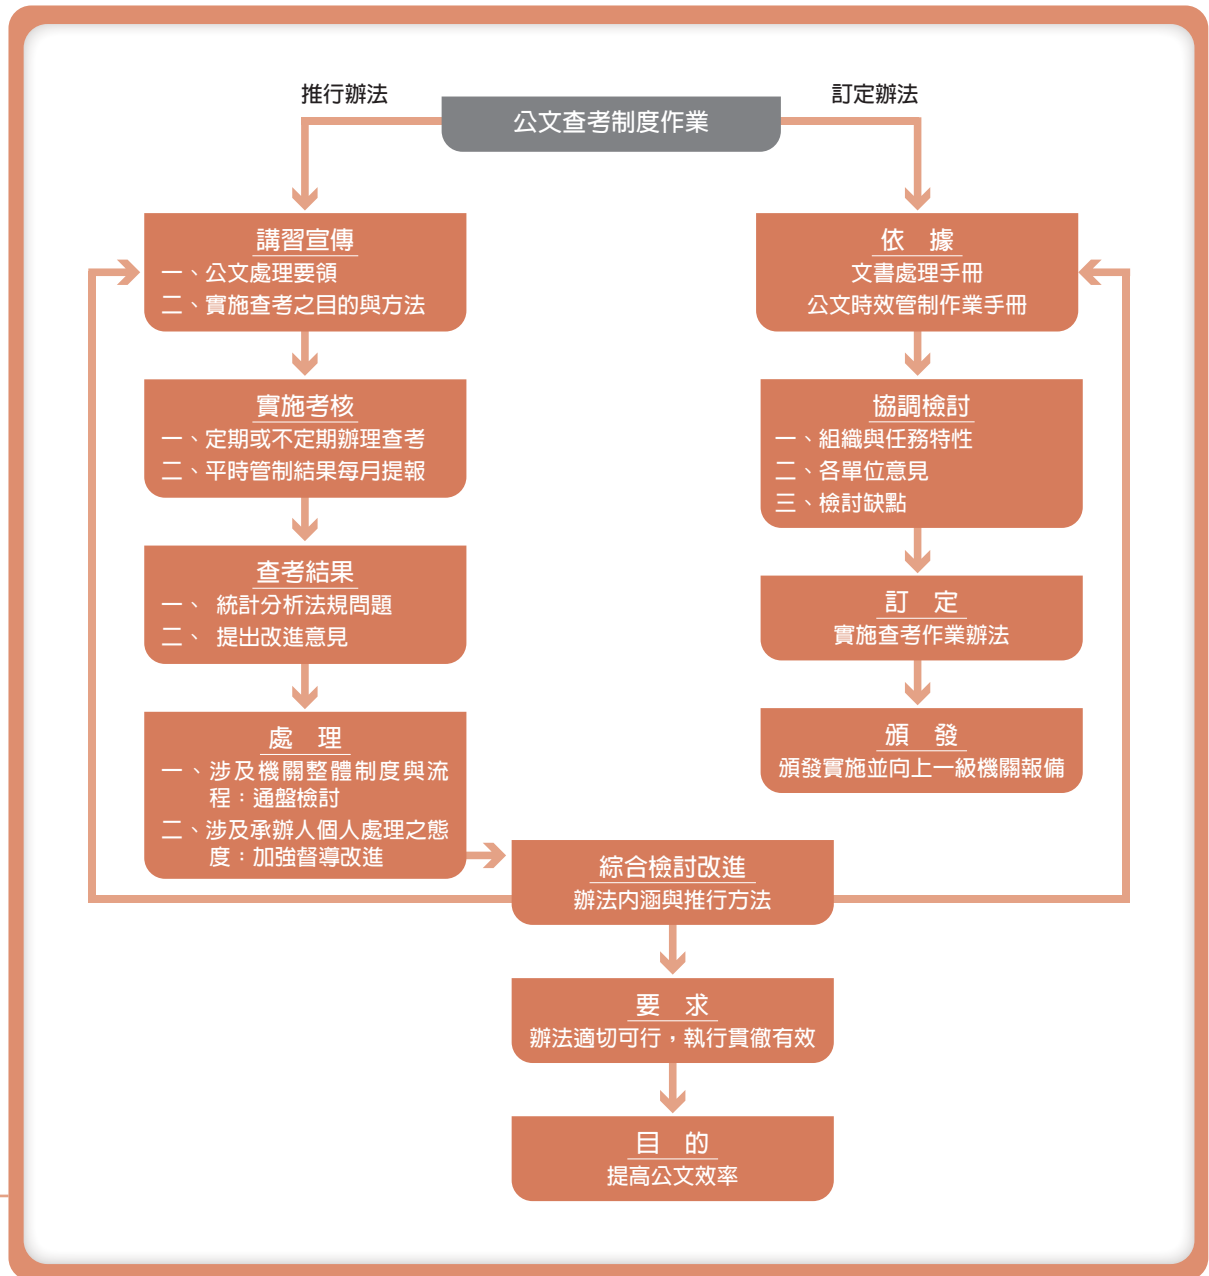 推行辦法
公文查考制度作業
訂定辦法
講習宣傳
一、公文處理要領
二、實施查考之目的與方法
實施考核
一、定期或不定期辦理查考
二、平時管制結果每月提報
查考結果
一、 統計分析法規問題
二、 提出改進意見
處 理
一、涉及機關整體制度與流
程：通盤檢討
二、涉及承辦人個人處理之態
度：加強督導改進
依 據
文書處理手冊
公文時效管制作業手冊
協調檢討
一、組織與任務特性
二、各單位意見
三、檢討缺點
訂 定
實施查考作業辦法
頒 發
頒發實施並向上一級機關報備
綜合檢討改進
辦法內涵與推行方法
要 求
辦法適切可行，執行貫徹有效
目 的
提高公文效率